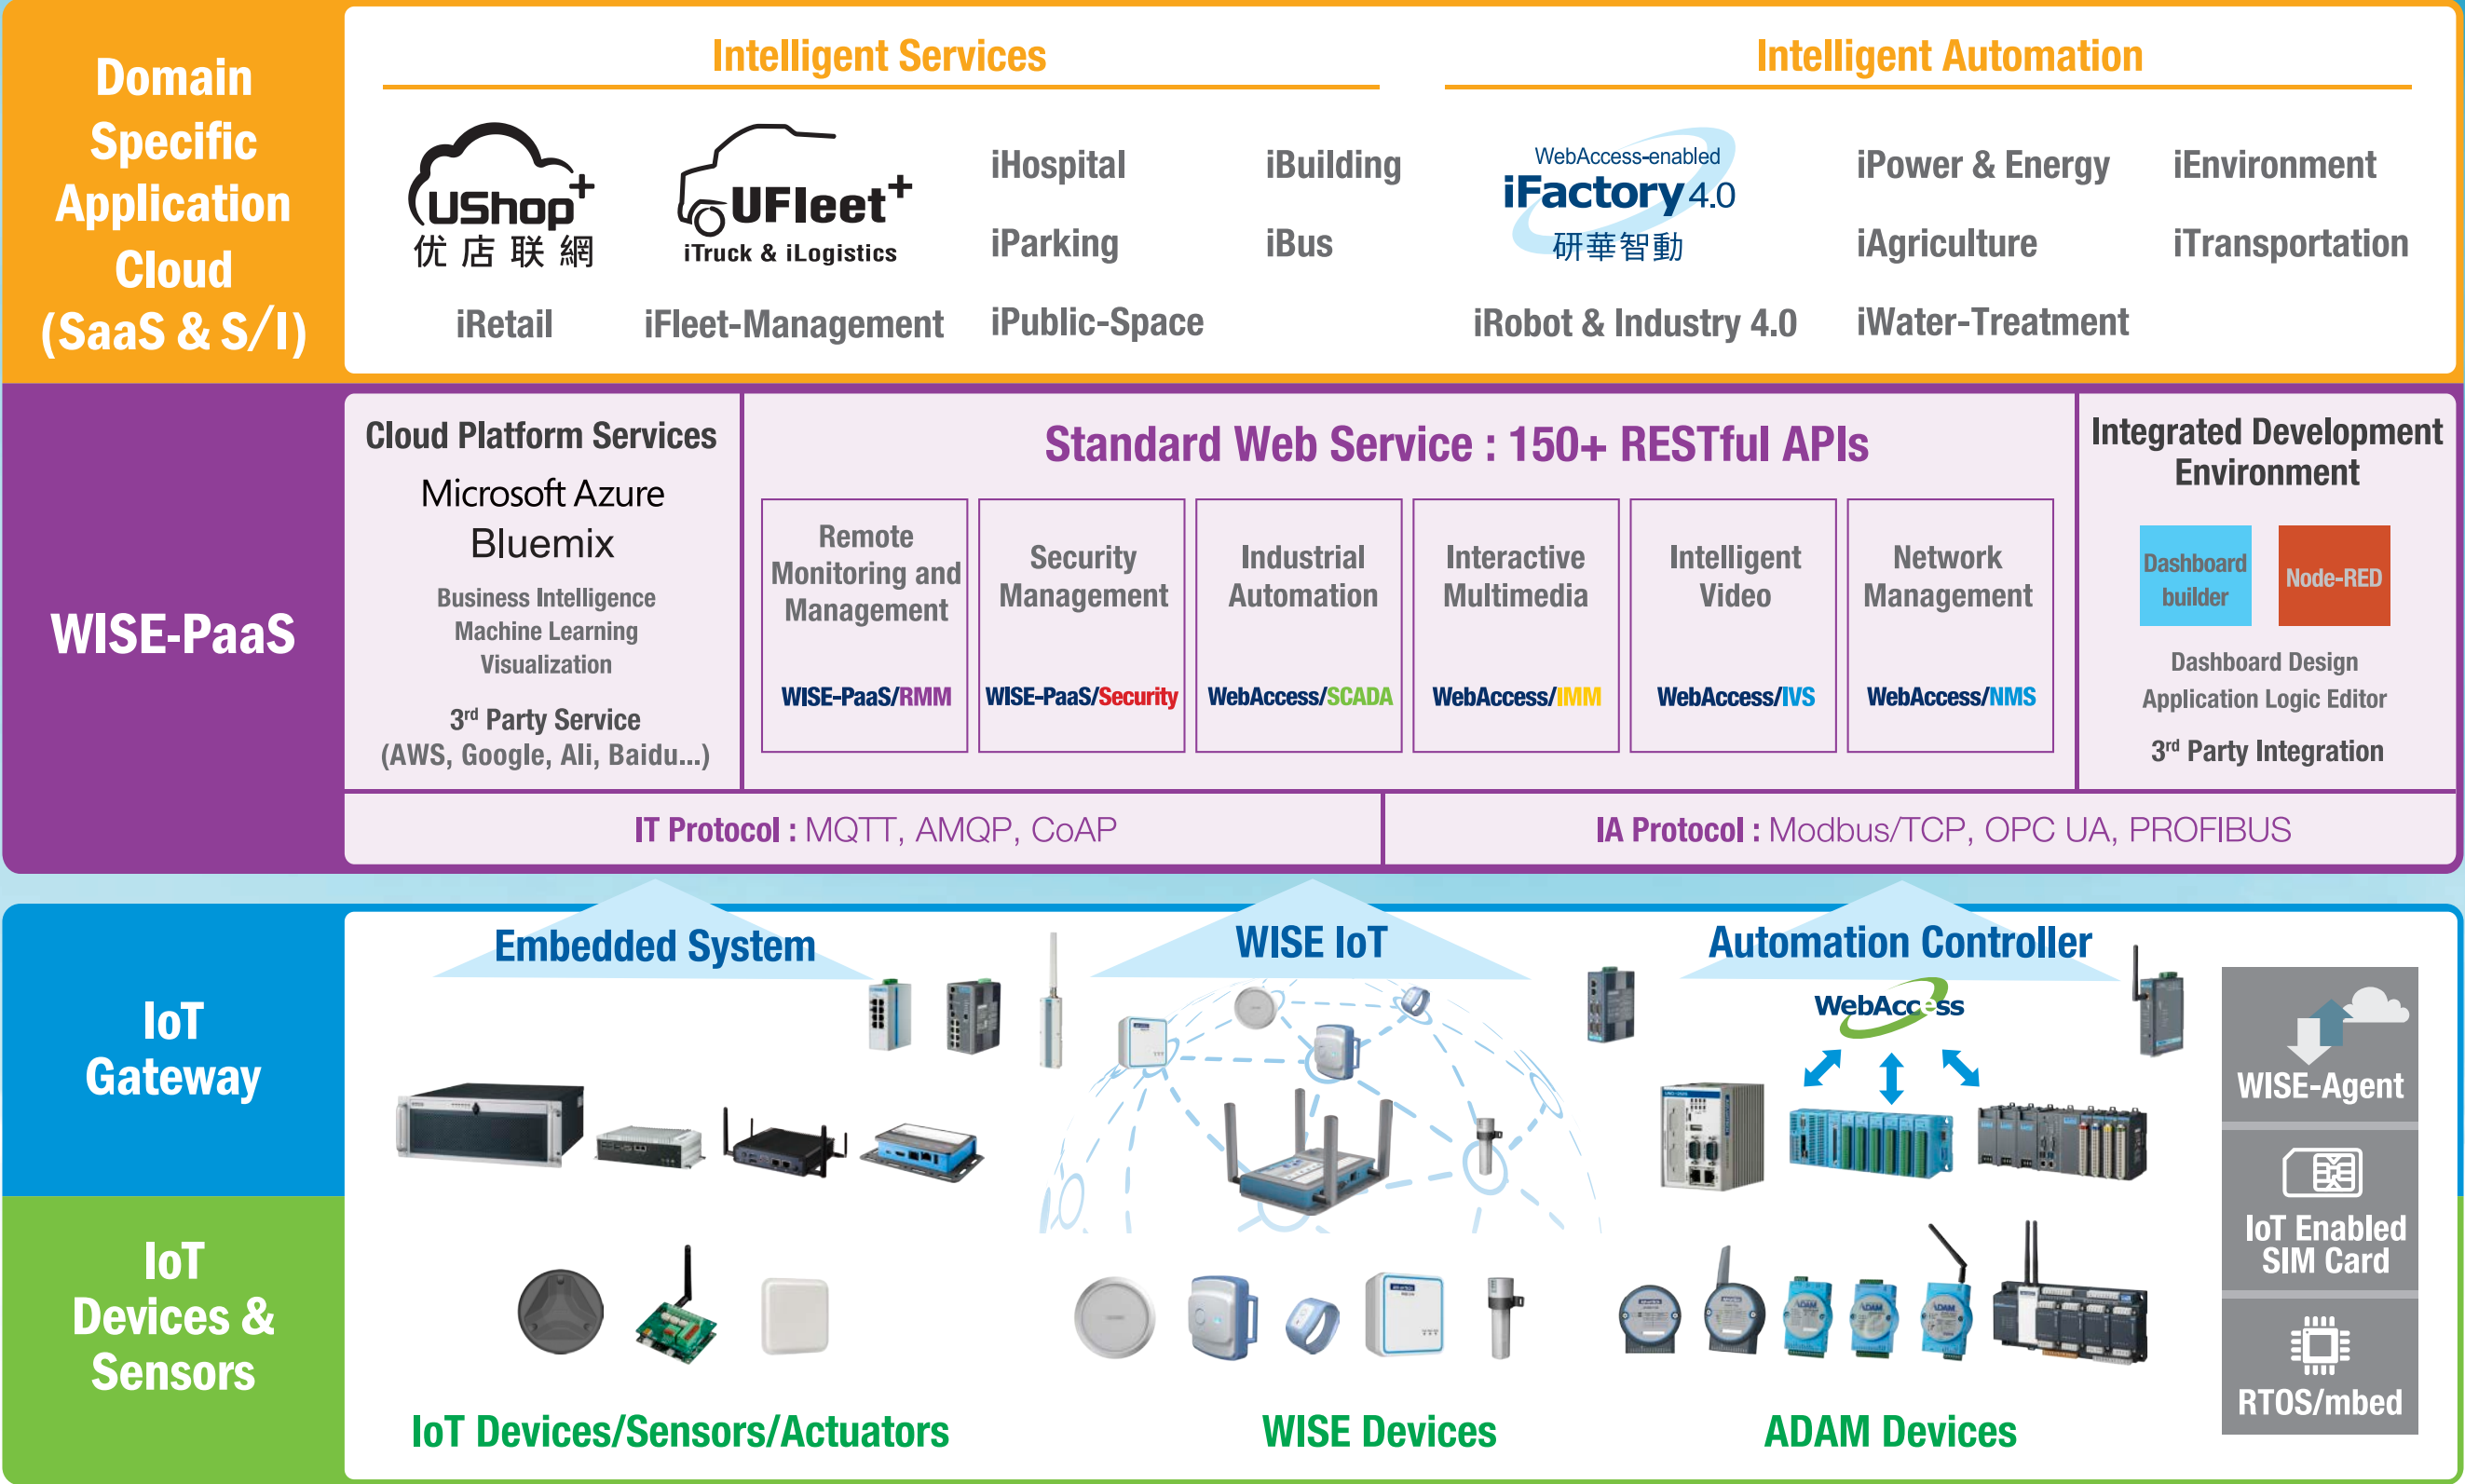 Domain
Specific
Application
Cloud
(SaaS & S/I)
Intelligent Services
UShop+
优店联網
iRetail
UFleet+
iTruck & iLogistics
iFleet-Management
iHospital
iParking
iPublic-Space
iBuilding
iBus
Intelligent Automation
WebAccess-enabled
iFactory 4.0
研華智動
iRobot & Industry 4.0
iPower & Energy
iAgriculture
iWater-Treatment
iEnvironment
iTransportation
WISE-PaaS
Cloud Platform Services
Microsoft Azure
Bluemix
Business Intelligence
Machine Learning
Visualization
3rd Party Service
(AWS, Google, Ali, Baidu...)
Standard Web Service : 150+ RESTful APIs
Remote
Monitoring and
Management
WISE-PaaS/RMM
Security
Management
WISE-PaaS/Security
Industrial
Automation
WebAccess/SCADA
Interactive
Multimedia
WebAccess/IMM
Intelligent
Video
WebAccess/IVS
Network
Management
WebAccess/NMS
Integrated Development
Environment
Dashboard
builder
Node-RED
Dashboard Design
Application Logic Editor
3rd Party Integration
IT Protocol : MQTT, AMQP, CoAP
IA Protocol : Modbus/TCP, OPC UA, PROFIBUS
IoT
Gateway
Embedded System
WISE IoT
Automation Controller
WebAccess
WISE-Agent
IoT Enabled
SIM Card
RTOS/mbed
IoT
Devices &
Sensors
ADAM
ADAM
ADAM
IoT Devices/Sensors/Actuators
WISE Devices
ADAM Devices